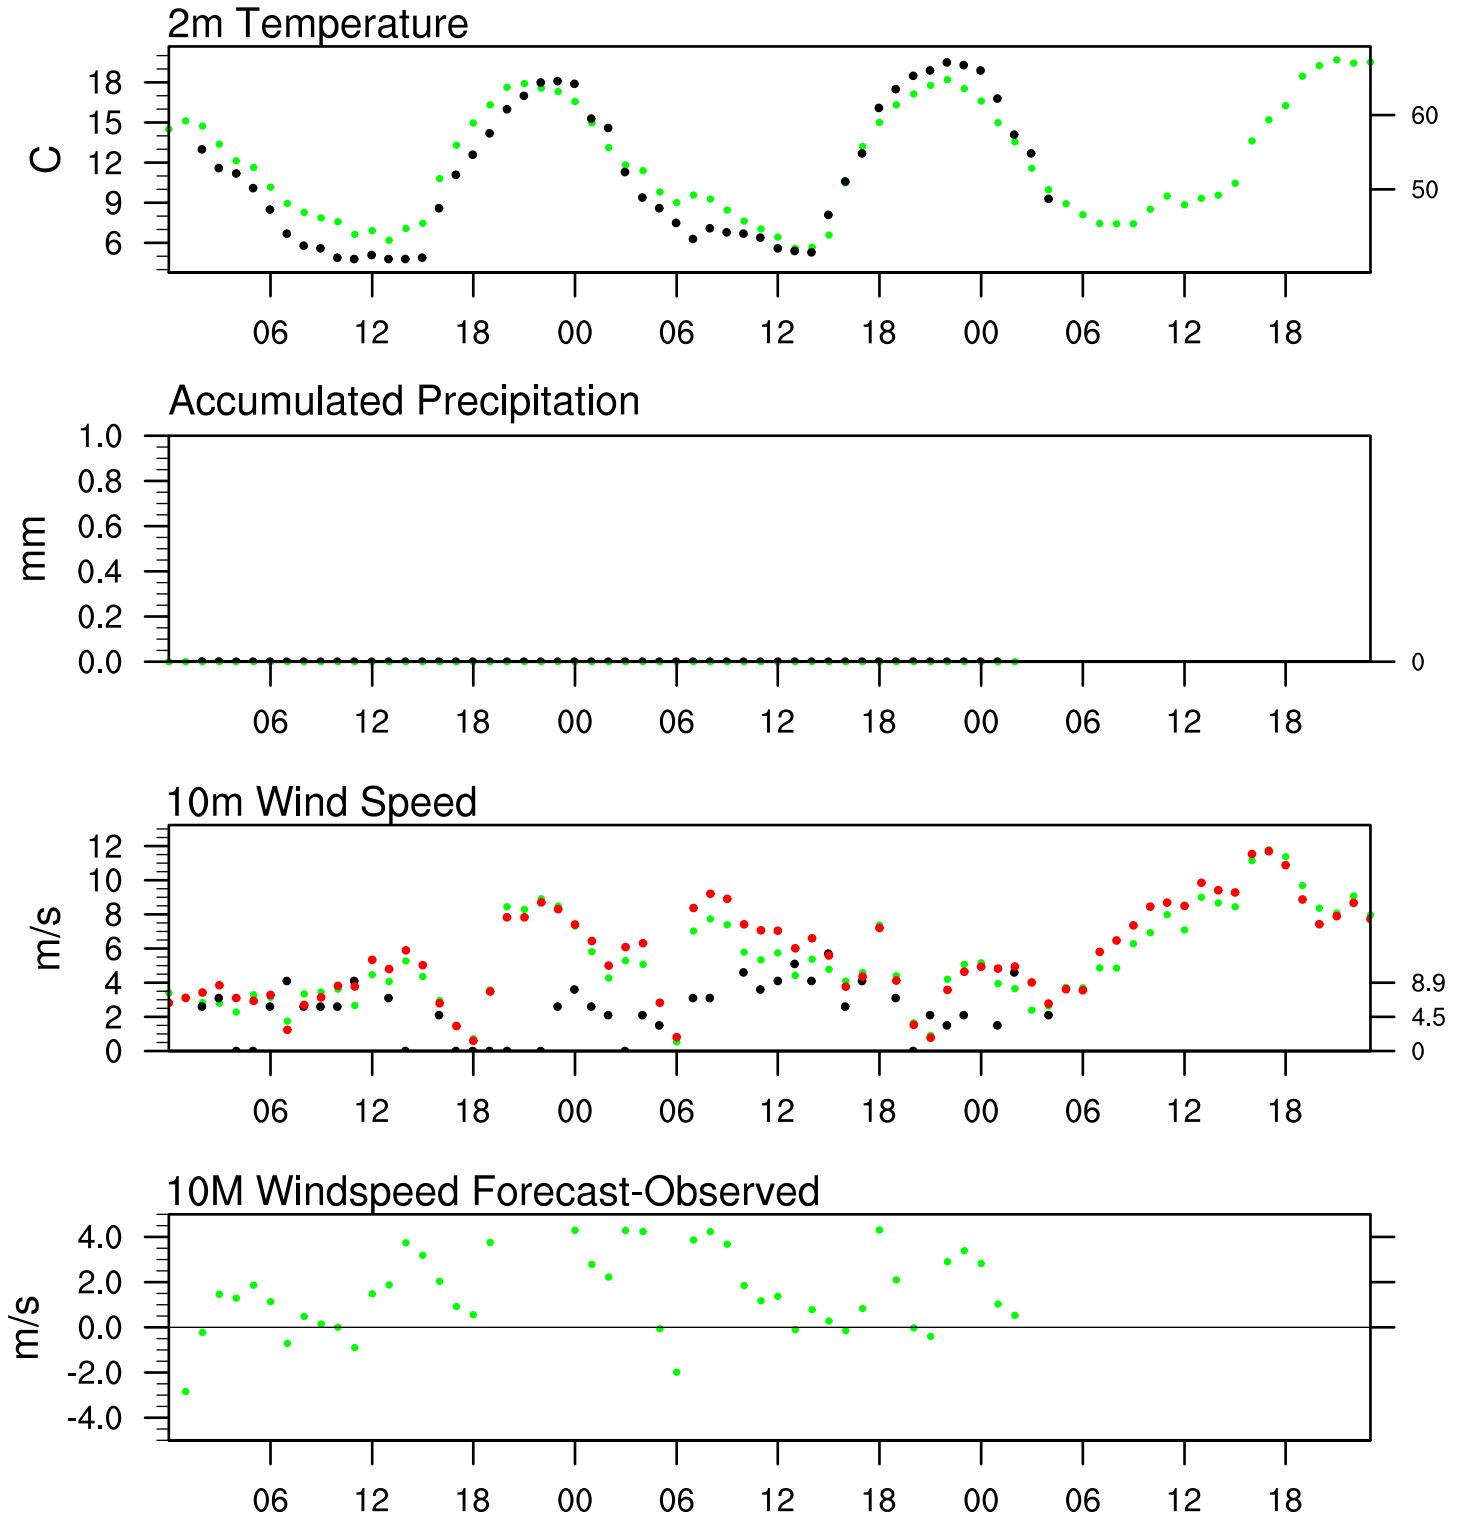 2m Temperature
18
15
12
9
6
C
60
50
06 12 18 00 06 12 18 00 06 12 18
Accumulated Precipitation
1.0
0.8
0.6
0.4
0.2
0.0
mm
0
06 12 18 00 06 12 18 00 06 12 18
10m Wind Speed
12
10
8
6
4
2
0
m/s
8.9
4.5
0
06 12 18 00 06 12 18 00 06 12 18
10M Windspeed Forecast-Observed
4.0
2.0
0.0
-2.0
-4.0
m/s
06 12 18 00 06 12 18 00 06 12 18